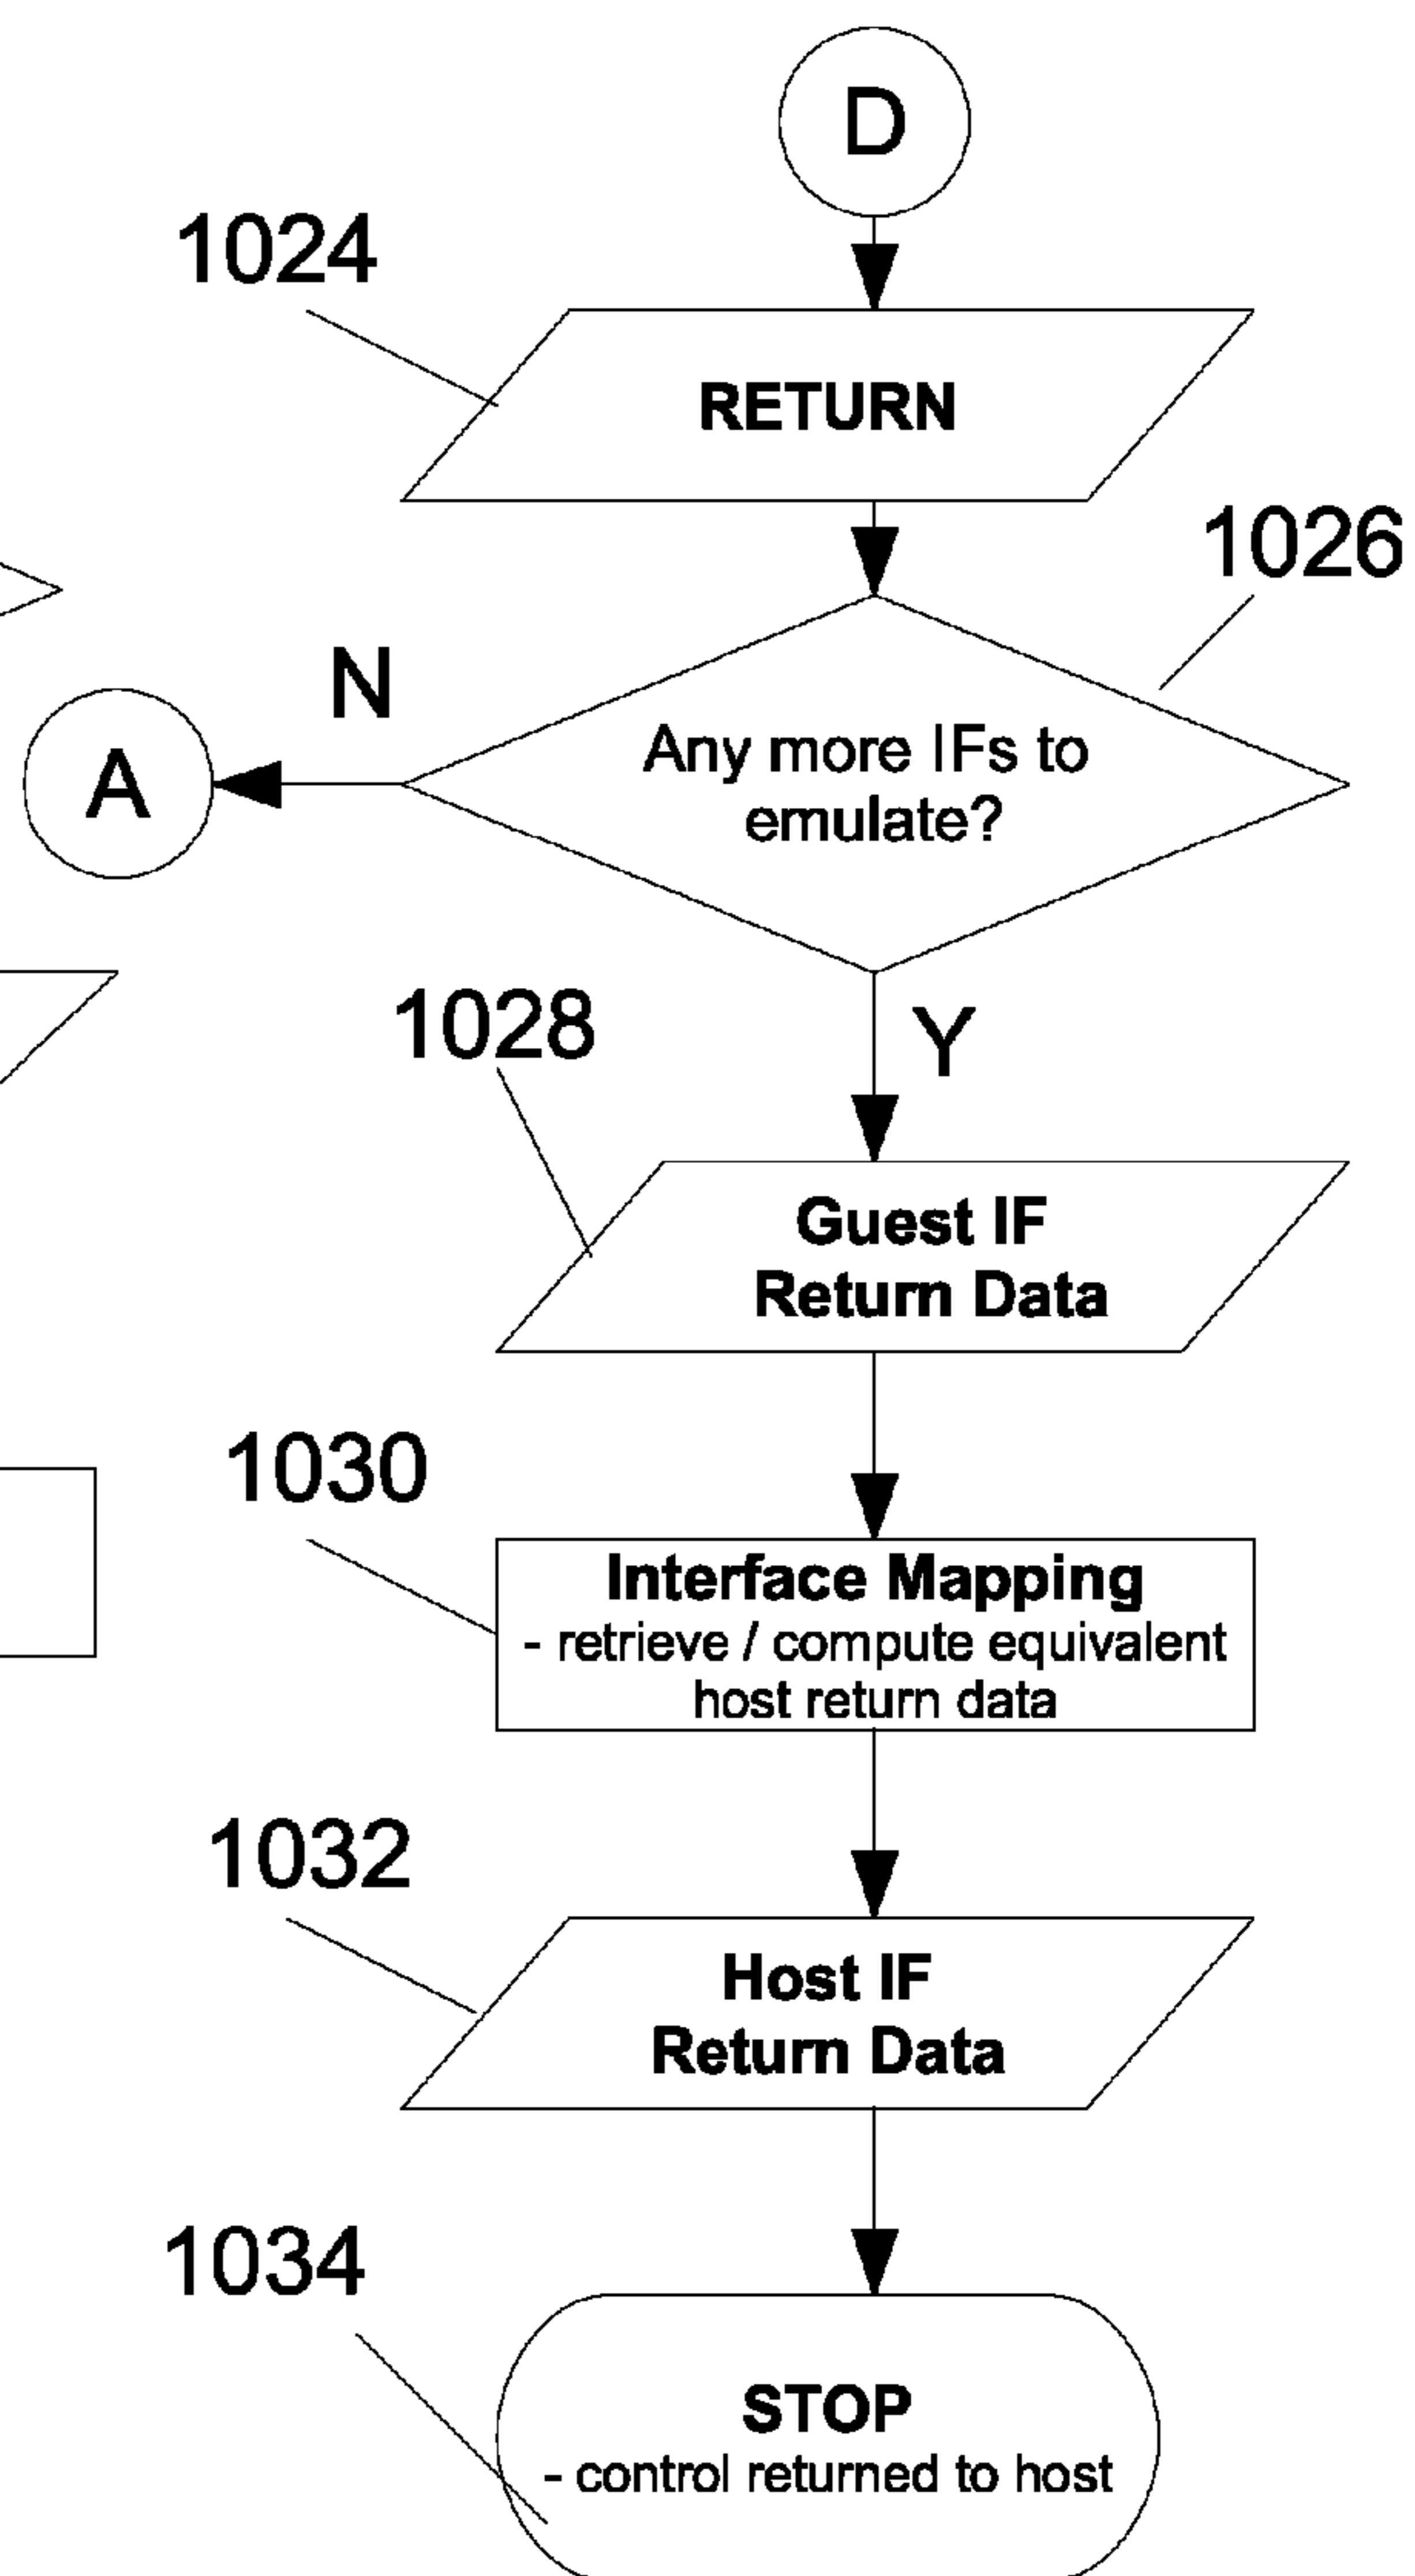 D
1024
RETURN
1026
N
A
Any more IFs to
emulate?
1028
Y
Guest IF
Return Data
1030
Interface Mapping
- retrieve / compute equivalent
host return data
1032
Host IF
Return Data
1034
STOP
- control returned to host